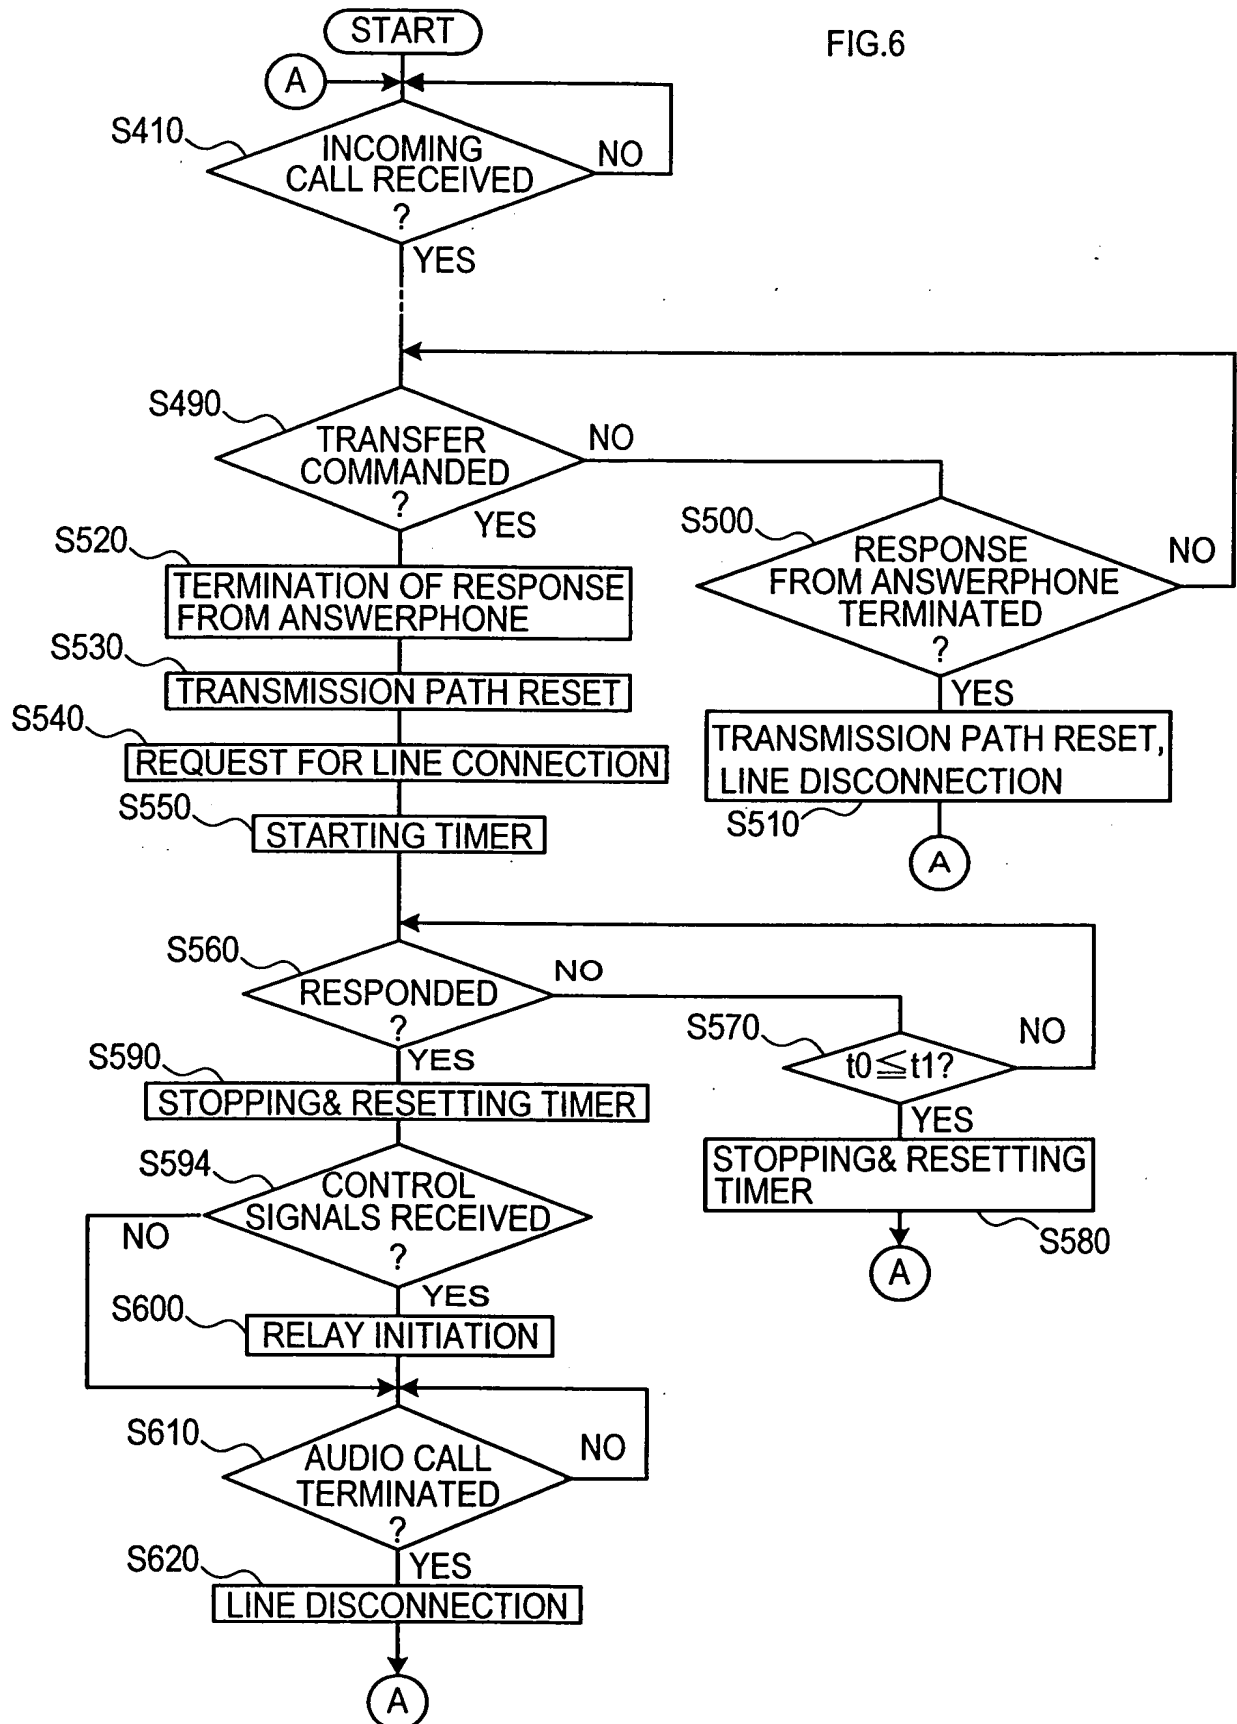 START
FIG.6
A
S410
INCOMING
CALL RECEIVED
?
NO
YES
S490
TRANSFER
COMMANDED
?
NO
YES
S500
RESPONSE
FROM ANSWERPHONE
TERMINATED
?
NO
YES
S520
TERMINATION OF RESPONSE
FROM ANSWERPHONE
S530
TRANSMISSION PATH RESET
S540
REQUEST FOR LINE CONNECTION
TRANSMISSION PATH RESET,
LINE DISCONNECTION
S510
A
S550
STARTING TIMER
S560
RESPONDED
?
NO
YES
S570
t0≦t1?
NO
YES
S590
STOPPING& RESETTING TIMER
STOPPING& RESETTING
TIMER
S580
A
S594
CONTROL
SIGNALS RECEIVED
?
NO
YES
S600
RELAY INITIATION
S610
AUDIO CALL
TERMINATED
?
NO
YES
S620
LINE DISCONNECTION
A